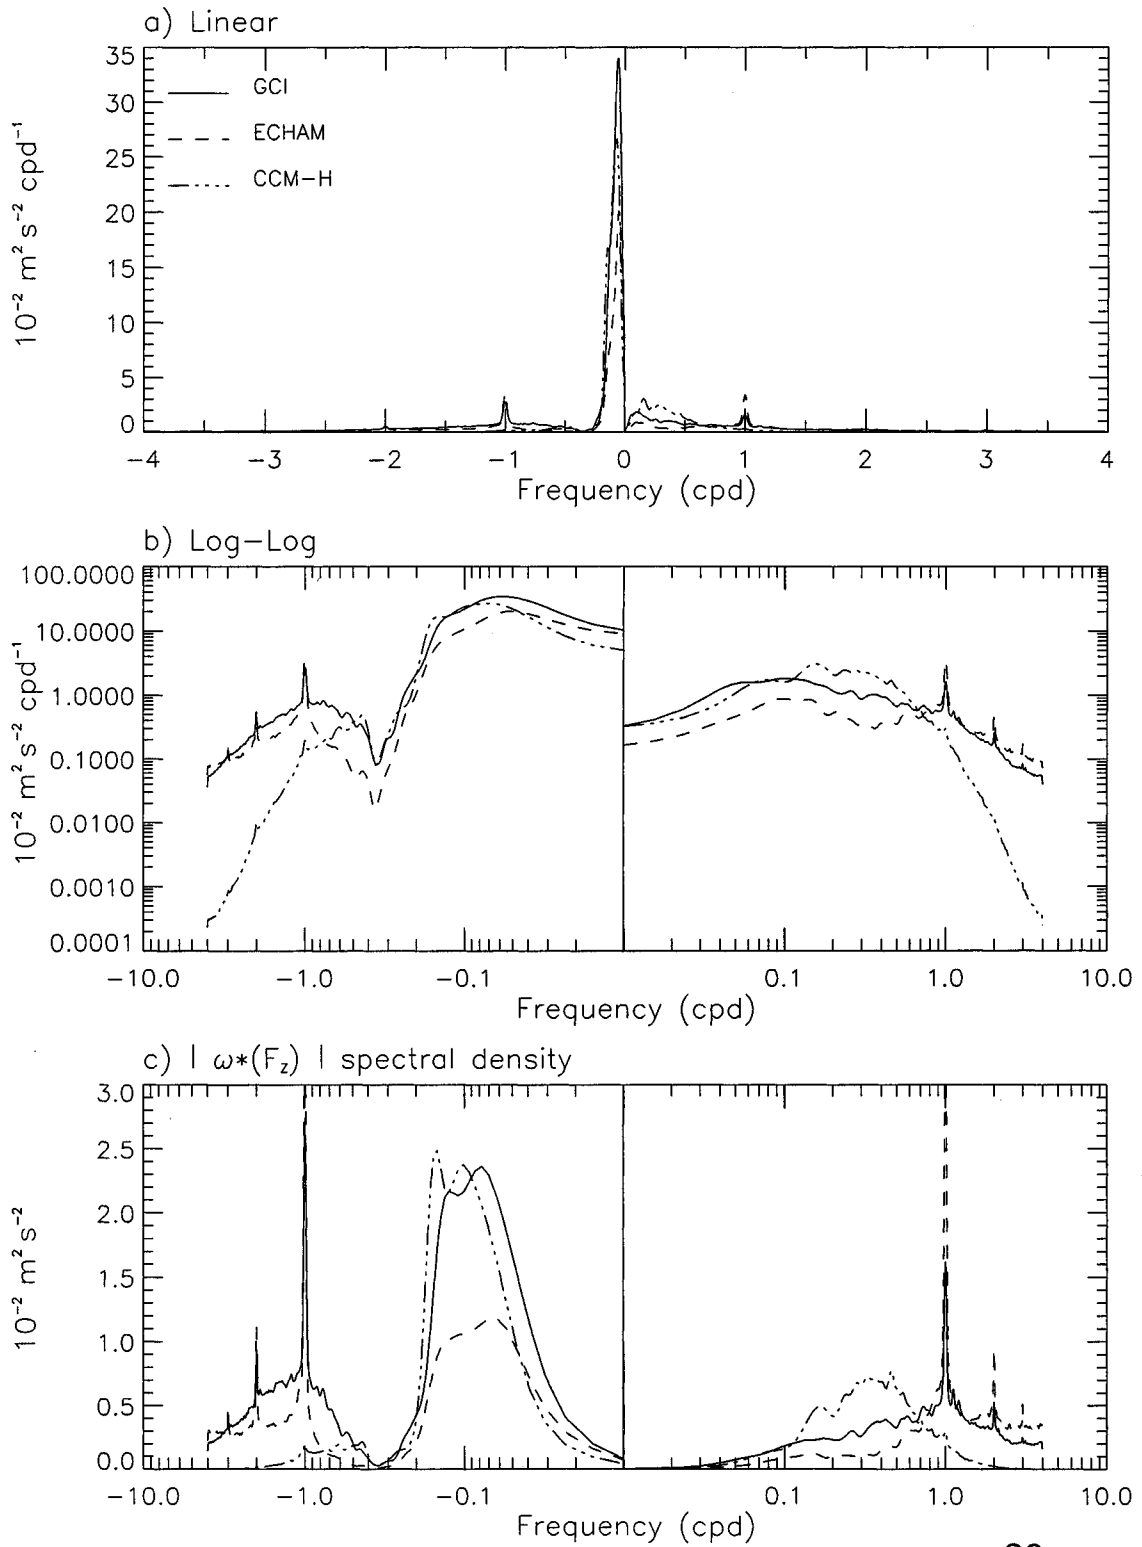 a) Linear
35
30
25
20
15
10
5
0
10⁻² m² s⁻² cpd⁻¹
GCI
ECHAM
CCM-H
−4 −3 −2 −1 0 1 2 3 4
Frequency (cpd)
b) Log-Log
100.0000
10.0000
1.0000
0.1000
0.0100
0.0010
0.0001
10⁻² m² s⁻² cpd⁻¹
−10.0 −1.0 −0.1 0.1 1.0 10.0
Frequency (cpd)
c) | ω*(F_z) | spectral density
3.0
2.5
2.0
1.5
1.0
0.5
0.0
10⁻² m² s⁻²
−10.0 −1.0 −0.1 0.1 1.0 10.0
Frequency (cpd)